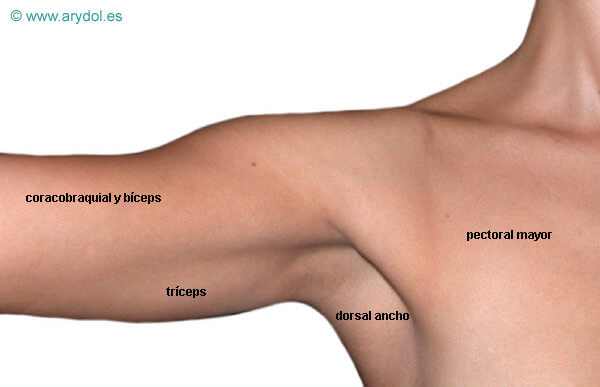 © www.arydol.es
coracobraquial y bíceps
pectoral mayor
tríceps
dorsal ancho